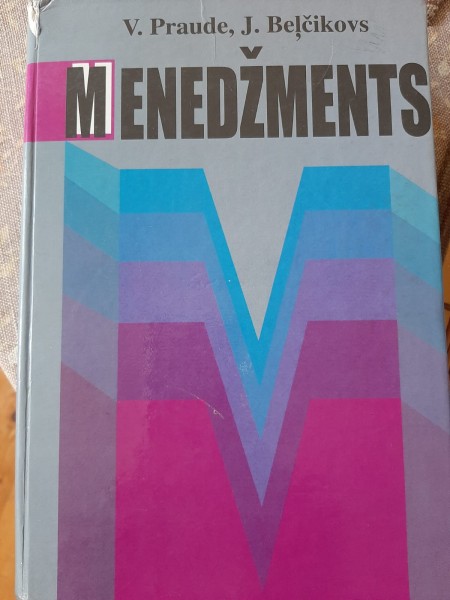 V. Praude, J. Beļčikovs
MENEDŽMENTS